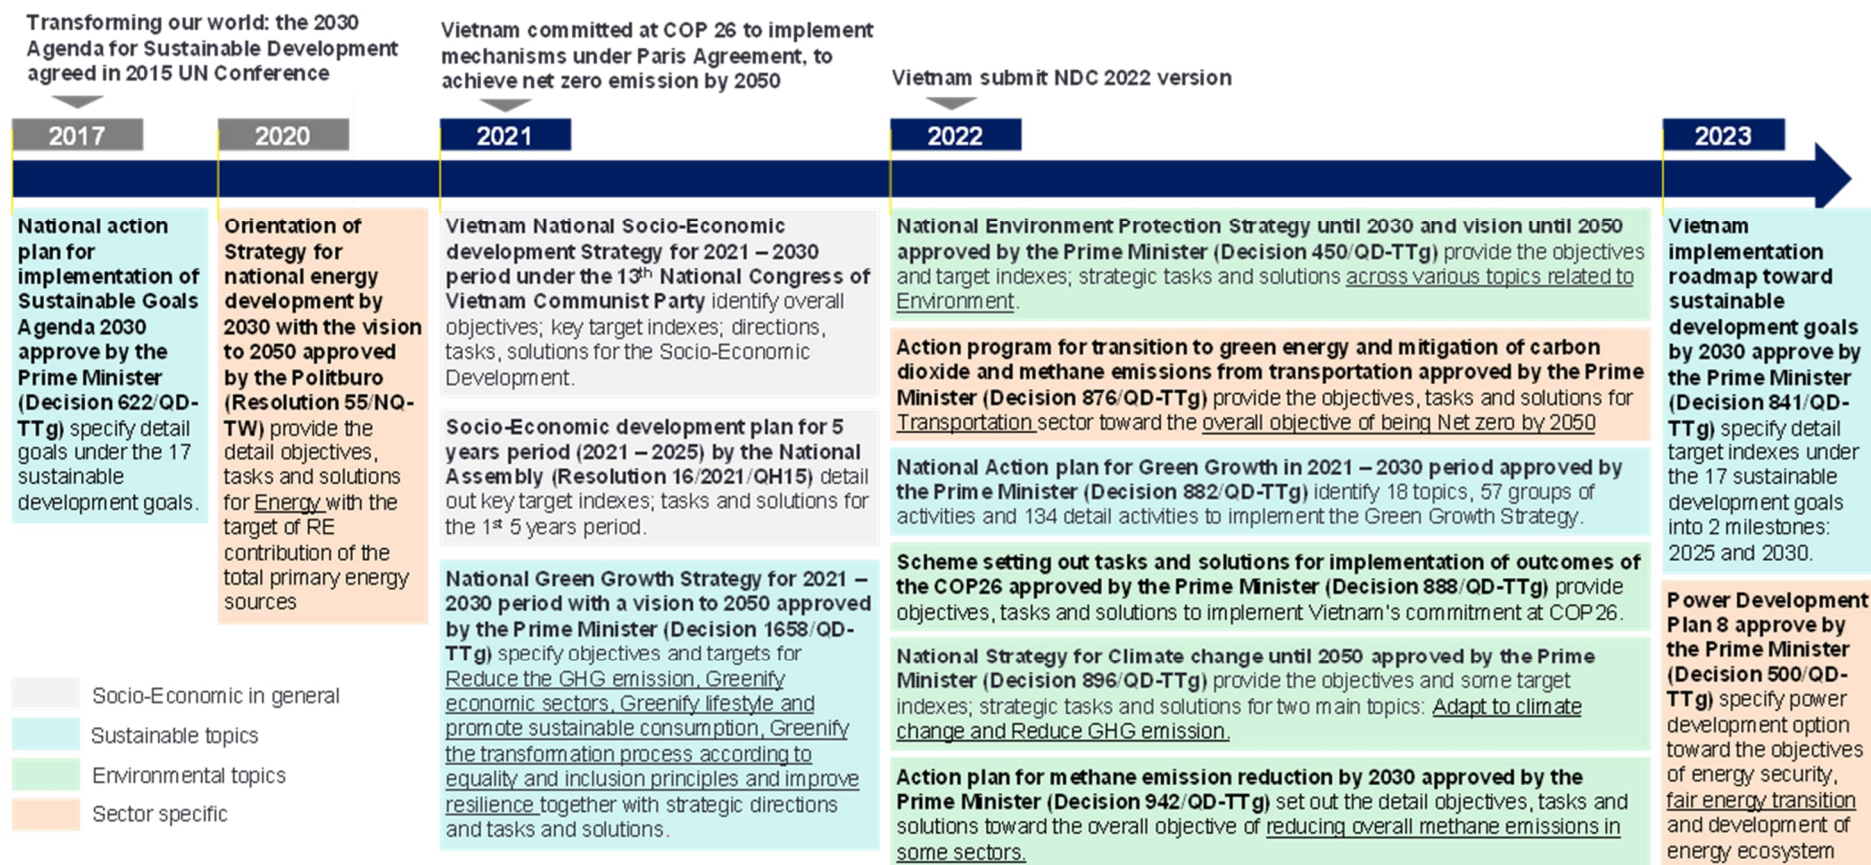 Transforming our world: the 2030
Agenda for Sustainable Development
agreed in 2015 UN Conference
Vietnam committed at COP 26 to implement
mechanisms under Paris Agreement, to
achieve net zero emission by 2050
Vietnam submit NDC 2022 version
2017
2020
2021
2022
2023
National action
plan for
implementation of
Sustainable Goals
Agenda 2030
approve by the
Prime Minister
(Decision 622/QD-
TTg) specify detail
goals under the 17
sustainable
development goals.
Orientation of
Strategy for
national energy
development by
2030 with the vision
to 2050 approved
by the Politburo
(Resolution 55/NQ-
TW) provide the
detail objectives,
tasks and solutions
for Energy with the
target of RE
contribution of the
total primary energy
sources
Vietnam National Socio-Economic
development Strategy for 2021 – 2030
period under the 13th National Congress of
Vietnam Communist Party identify overall
objectives; key target indexes; directions,
tasks, solutions for the Socio-Economic
Development.
Socio-Economic development plan for 5
years period (2021 – 2025) by the National
Assembly (Resolution 16/2021/QH15) detail
out key target indexes; tasks and solutions for
the 1st 5 years period.
National Green Growth Strategy for 2021 –
2030 period with a vision to 2050 approved
by the Prime Minister (Decision 1658/QD-
TTg) specify objectives and targets for
Reduce the GHG emission, Greenify
economic sectors, Greenify lifestyle and
promote sustainable consumption, Greenify
the transformation process according to
equality and inclusion principles and improve
resilience together with strategic directions
and tasks and solutions.
National Environment Protection Strategy until 2030 and vision until 2050
approved by the Prime Minister (Decision 450/QD-TTg) provide the objectives
and target indexes; strategic tasks and solutions across various topics related to
Environment.
Action program for transition to green energy and mitigation of carbon
dioxide and methane emissions from transportation approved by the Prime
Minister (Decision 876/QD-TTg) provide the objectives, tasks and solutions for
Transportation sector toward the overall objective of being Net zero by 2050
National Action plan for Green Growth in 2021 – 2030 period approved by
the Prime Minister (Decision 882/QD-TTg) identify 18 topics, 57 groups of
activities and 134 detail activities to implement the Green Growth Strategy.
Scheme setting out tasks and solutions for implementation of outcomes of
the COP26 approved by the Prime Minister (Decision 888/QD-TTg) provide
objectives, tasks and solutions to implement Vietnam's commitment at COP26.
National Strategy for Climate change until 2050 approved by the Prime
Minister (Decision 896/QD-TTg) provide the objectives and some target
indexes; strategic tasks and solutions for two main topics: Adapt to climate
change and Reduce GHG emission.
Action plan for methane emission reduction by 2030 approved by the
Prime Minister (Decision 942/QD-TTg) set out the detail objectives, tasks and
solutions toward the overall objective of reducing overall methane emissions in
some sectors.
Vietnam
implementation
roadmap toward
sustainable
development goals
by 2030 approve by
the Prime Minister
(Decision 841/QD-
TTg) specify detail
target indexes under
the 17 sustainable
development goals
into 2 milestones:
2025 and 2030.
Power Development
Plan 8 approve by
the Prime Minister
(Decision 500/QD-
TTg) specify power
development option
toward the objectives
of energy security,
fair energy transition
and development of
energy ecosystem
Socio-Economic in general
Sustainable topics
Environmental topics
Sector specific